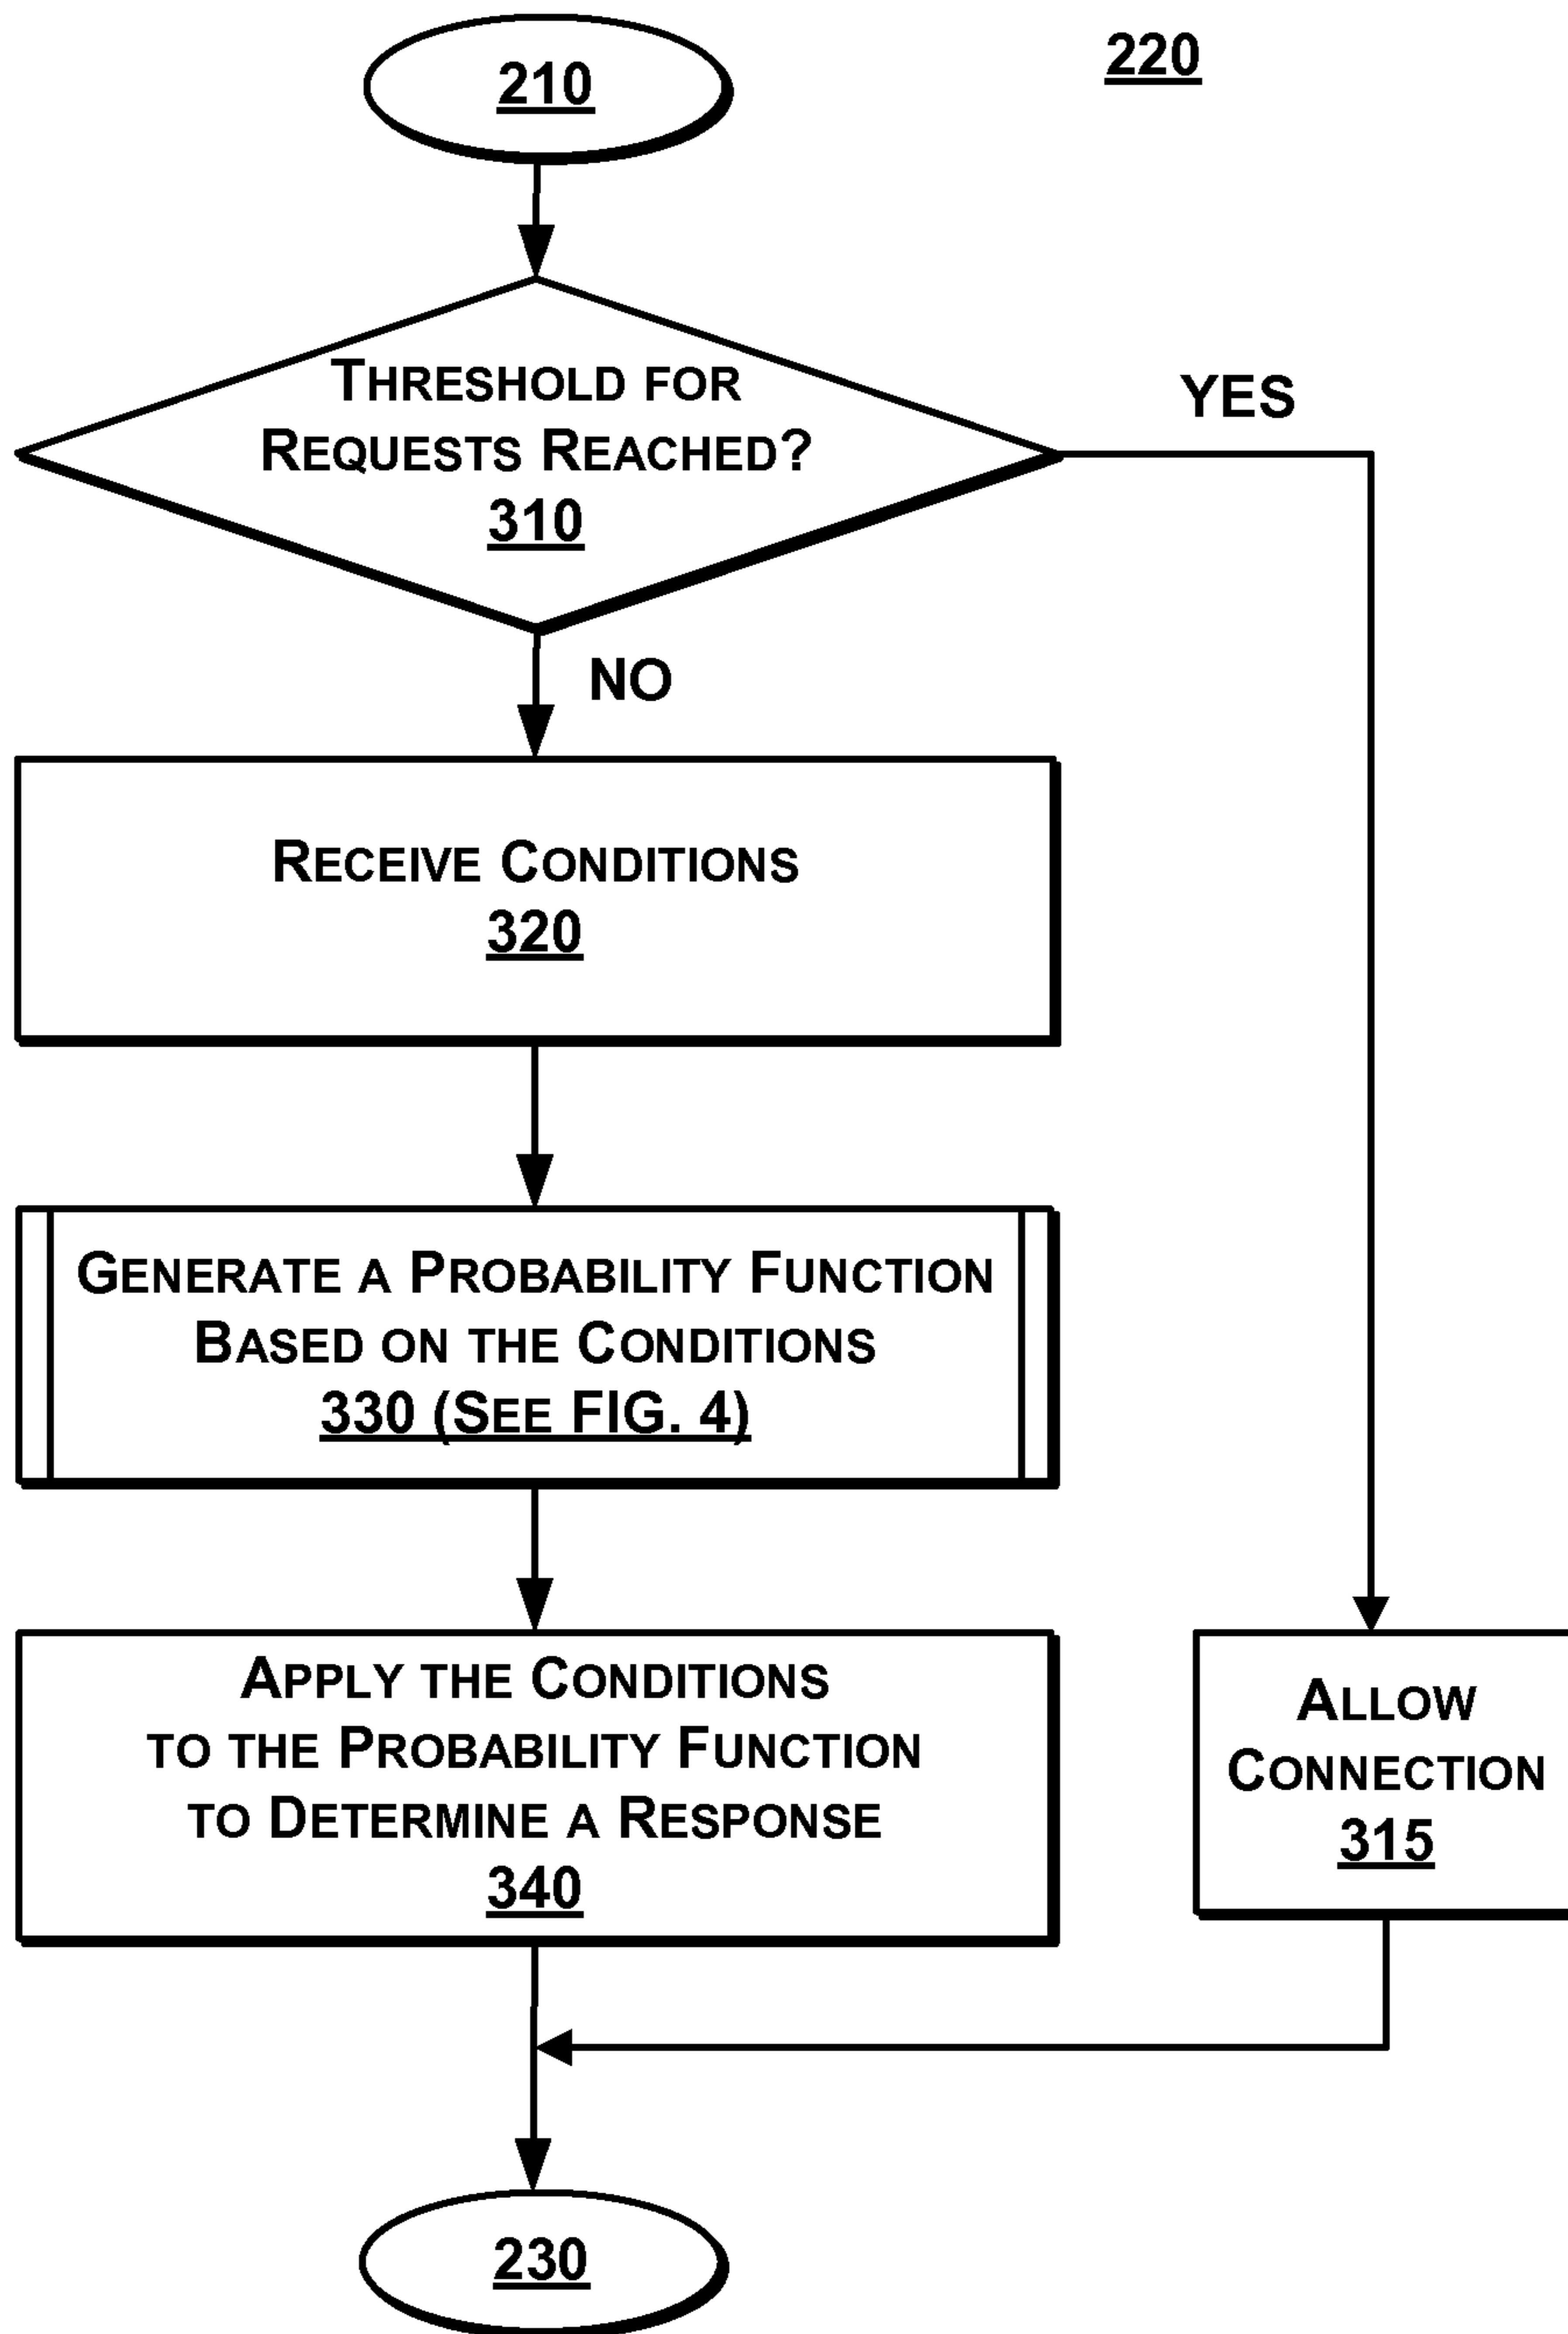 210
220
THRESHOLD FOR
REQUESTS REACHED?
310
YES
NO
RECEIVE CONDITIONS
320
GENERATE A PROBABILITY FUNCTION
BASED ON THE CONDITIONS
330 (SEE FIG. 4)
APPLY THE CONDITIONS
TO THE PROBABILITY FUNCTION
TO DETERMINE A RESPONSE
340
ALLOW
CONNECTION
315
230